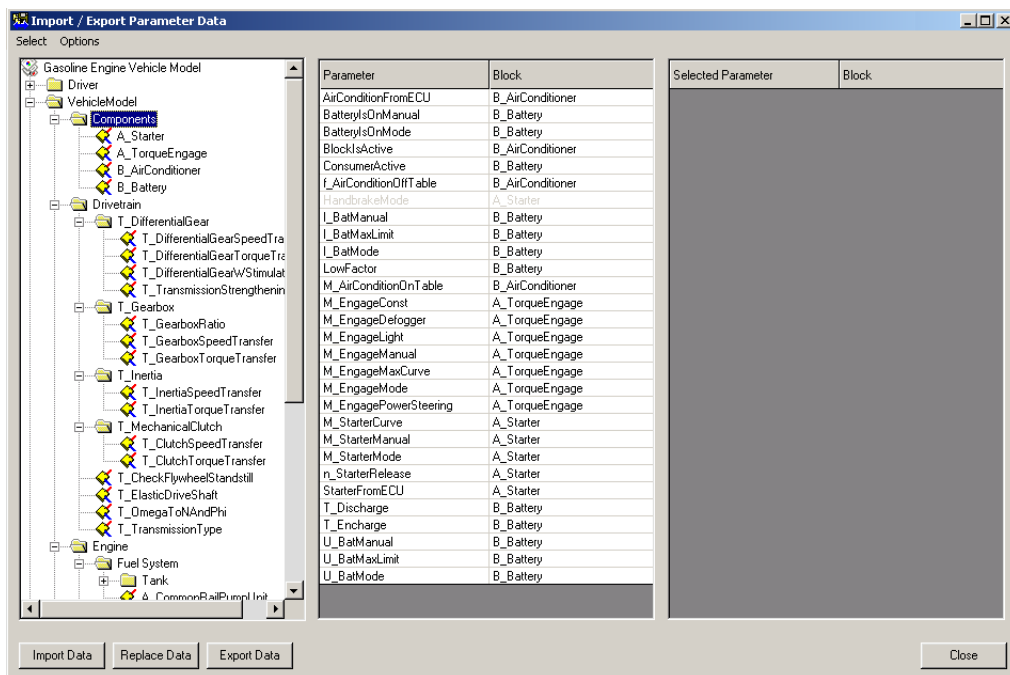 Import / Export Parameter Data
Select Options
Gasoline Engine Vehicle Model
Driver
VehicleModel
Components
A_Starter
A_TorqueEngage
B_AirConditioner
B_Battery
Drivetrain
T_DifferentialGear
T_DifferentialGearSpeedTra
T_DifferentialGearTorqueTra
T_DifferentialGearWStimulat
T_TransmissionStrengthenin
T_Gearbox
T_GearboxRatio
T_GearboxSpeedTransfer
T_GearboxTorqueTransfer
T_Inertia
T_InertiaSpeedTransfer
T_InertiaTorqueTransfer
T_MechanicalClutch
T_ClutchSpeedTransfer
T_ClutchTorqueTransfer
T_CheckFlywheelStandstill
T_ElasticDriveShaft
T_OmegaToNAndPhi
T_TransmissionType
Engine
Fuel System
Tank
A_CommonRailPumpUnit
Parameter Block
AirConditionFromECU B_AirConditioner
BatteryIsOnManual B_Battery
BatteryIsOnMode B_Battery
BlockIsActive B_AirConditioner
ConsumerActive B_Battery
f_AirConditionOffTable B_AirConditioner
HandbrakeMode A_Starter
I_BatManual B_Battery
I_BatMaxLimit B_Battery
I_BatMode B_Battery
LowFactor B_Battery
M_AirConditionOnTable B_AirConditioner
M_EngageConst A_TorqueEngage
M_EngageDefogger A_TorqueEngage
M_EngageLight A_TorqueEngage
M_EngageManual A_TorqueEngage
M_EngageMaxCurve A_TorqueEngage
M_EngageMode A_TorqueEngage
M_EngagePowerSteering A_TorqueEngage
M_StarterCurve A_Starter
M_StarterManual A_Starter
M_StarterMode A_Starter
n_StarterRelease A_Starter
StarterFromECU A_Starter
T_Discharge B_Battery
T_Encharge B_Battery
U_BatManual B_Battery
U_BatMaxLimit B_Battery
U_BatMode B_Battery
Selected Parameter Block
Import Data Replace Data Export Data Close